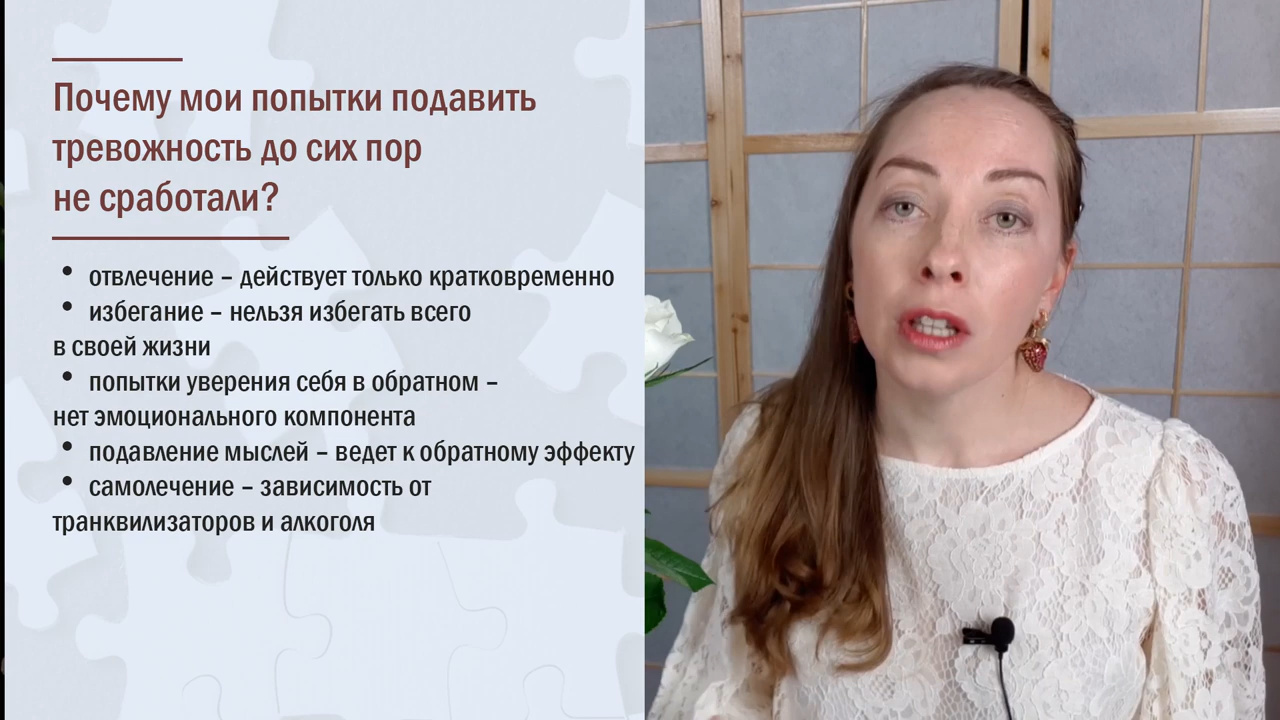 Почему мои попытки подавить
тревожность до сих пор
не сработали?
• отвлечение – действует только кратковременно
• избегание – нельзя избегать всего
в своей жизни
• попытки уверения себя в обратном –
нет эмоционального компонента
• подавление мыслей – ведет к обратному эффекту
• самолечение – зависимость от
транквилизаторов и алкоголя